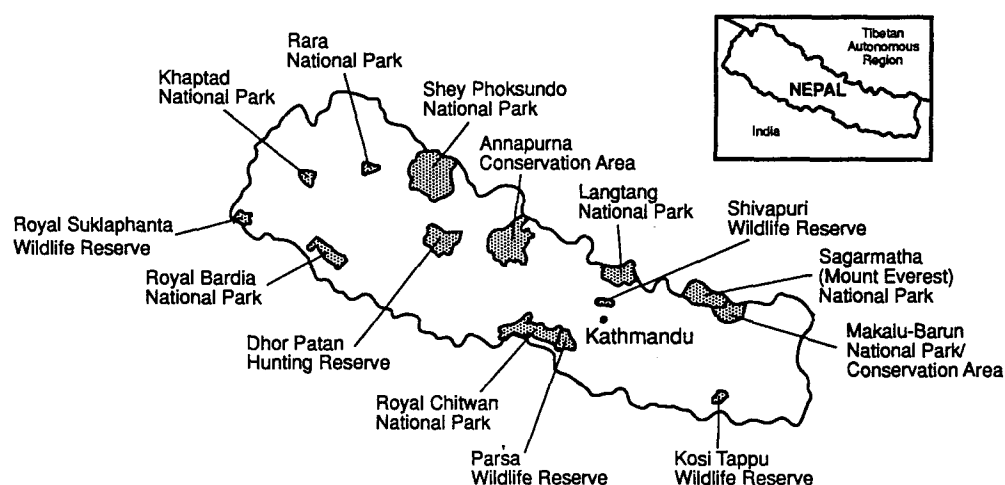 Rara
National Park
Khaptad
National Park
Shey Phoksundo
National Park
Annapurna
Conservation Area
Langtang
National Park
Shivapuri
Wildlife Reserve
Sagarmatha
(Mount Everest)
National Park
Makalu-Barun
National Park/
Conservation Area
Royal Suklaphanta
Wildlife Reserve
Royal Bardia
National Park
Dhor Patan
Hunting Reserve
Kathmandu
Royal Chitwan
National Park
Parsa
Wildlife Reserve
Kosi Tappu
Wildlife Reserve
Tibetan
Autonomous
Region
NEPAL
India